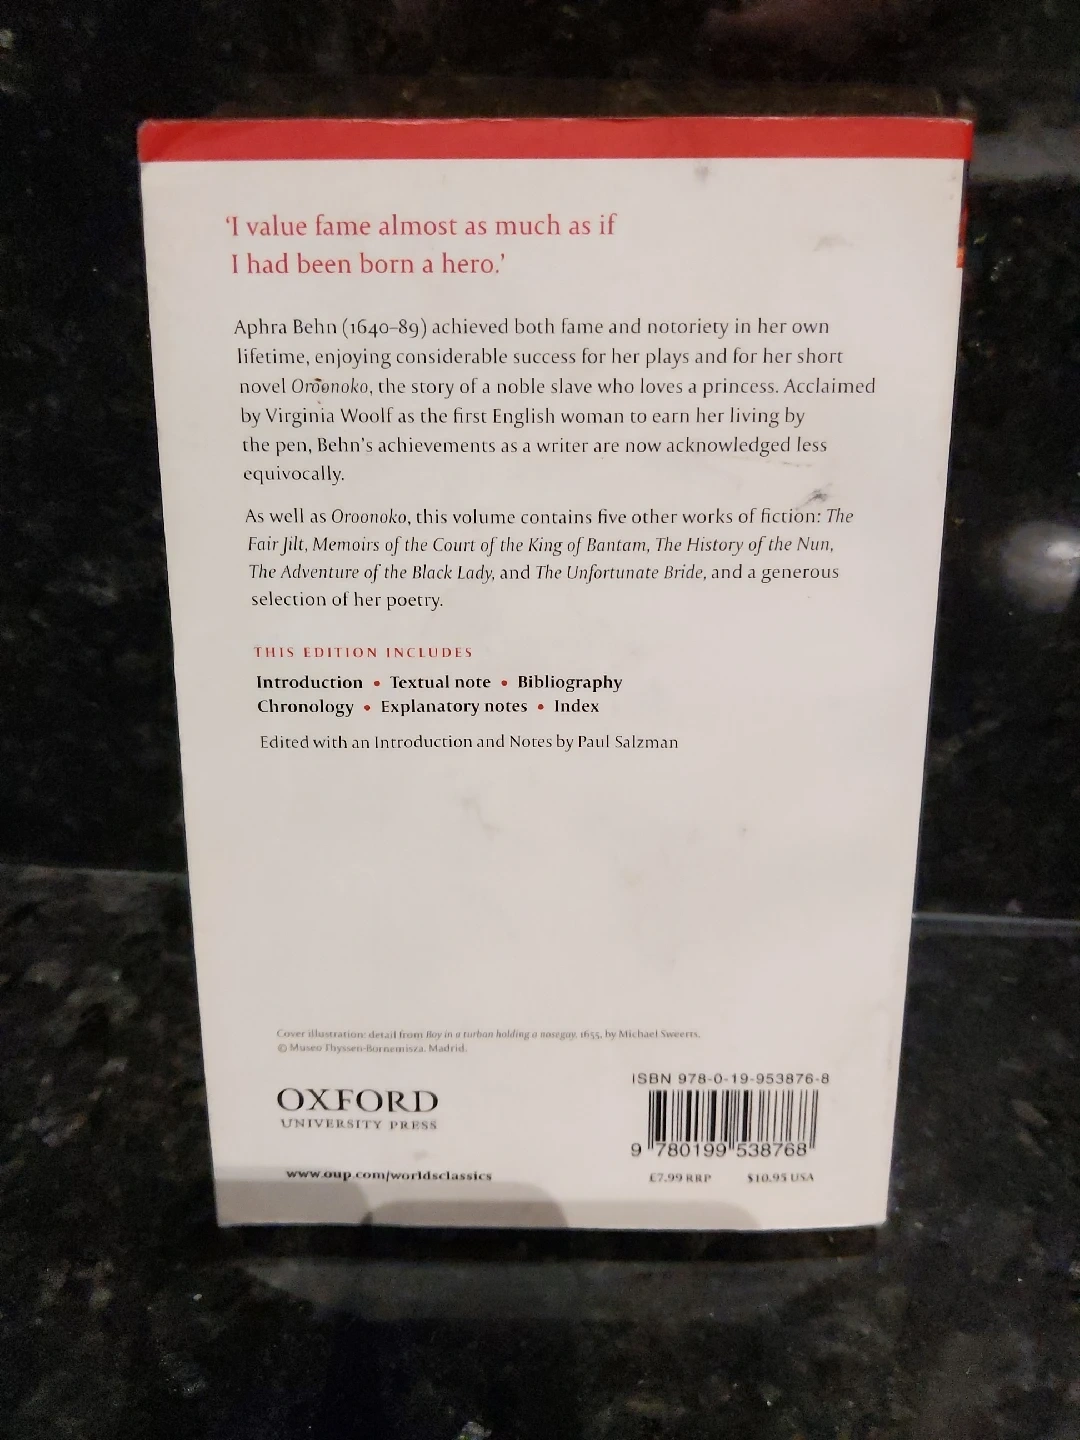 ‘I value fame almost as much as if
I had been born a hero.’
Aphra Behn (1640–89) achieved both fame and notoriety in her own
lifetime, enjoying considerable success for her plays and for her short
novel Oroonoko, the story of a noble slave who loves a princess. Acclaimed
by Virginia Woolf as the first English woman to earn her living by
the pen, Behn's achievements as a writer are now acknowledged less
equivocally.
As well as Oroonoko, this volume contains five other works of fiction: The
Fair Jilt, Memoirs of the Court of the King of Bantam, The History of the Nun,
The Adventure of the Black Lady, and The Unfortunate Bride, and a generous
selection of her poetry.
THIS EDITION INCLUDES
Introduction • Textual note • Bibliography
Chronology • Explanatory notes • Index
Edited with an Introduction and Notes by Paul Salzman
Cover illustration: detail from Boy in a turban holding a nosegay, 1655, by Michael Sweerts.
© Museo Thyssen-Bornemisza, Madrid.
ISBN 978-0-19-953876-8
OXFORD
UNIVERSITY PRESS
9 780199 538768
www.oup.com/worldsclassics
£7.99 RRP $10.95 USA